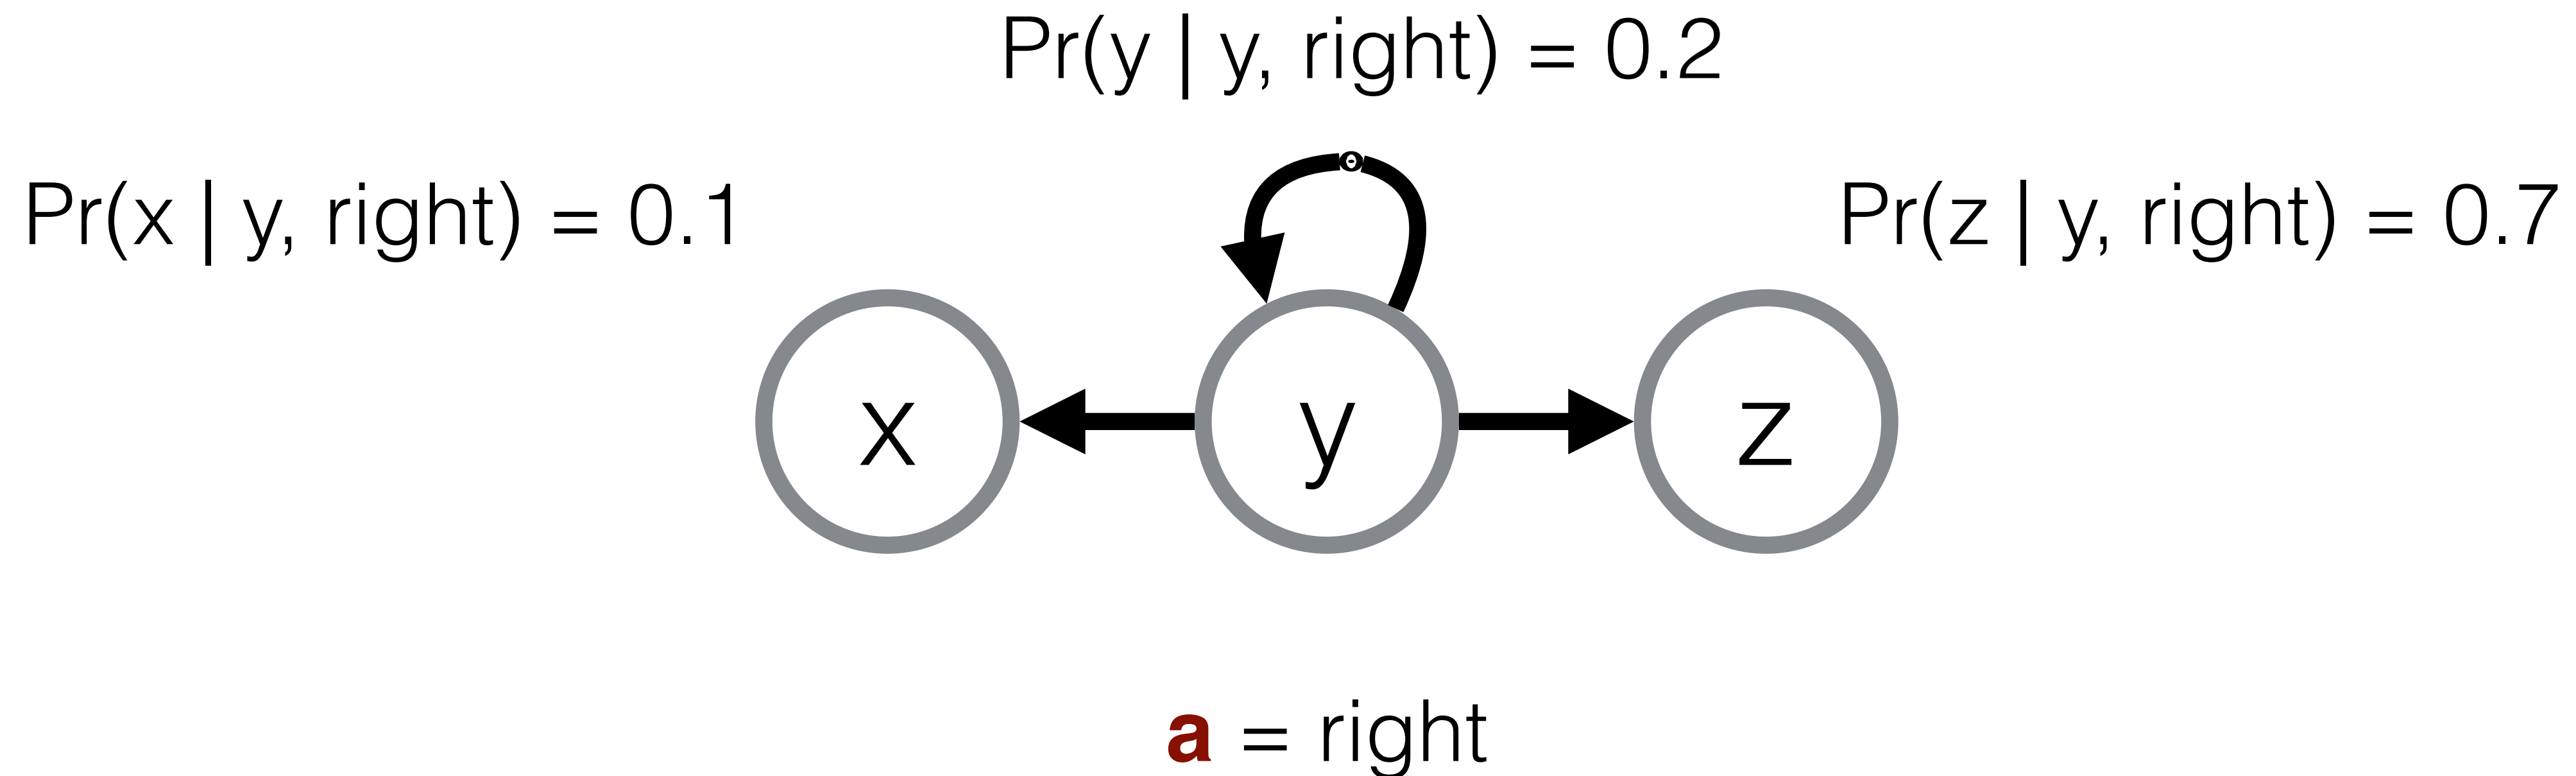 Pr(y | y, right) = 0.2
Pr(x | y, right) = 0.1
Pr(z | y, right) = 0.7
x
y
z
a = right